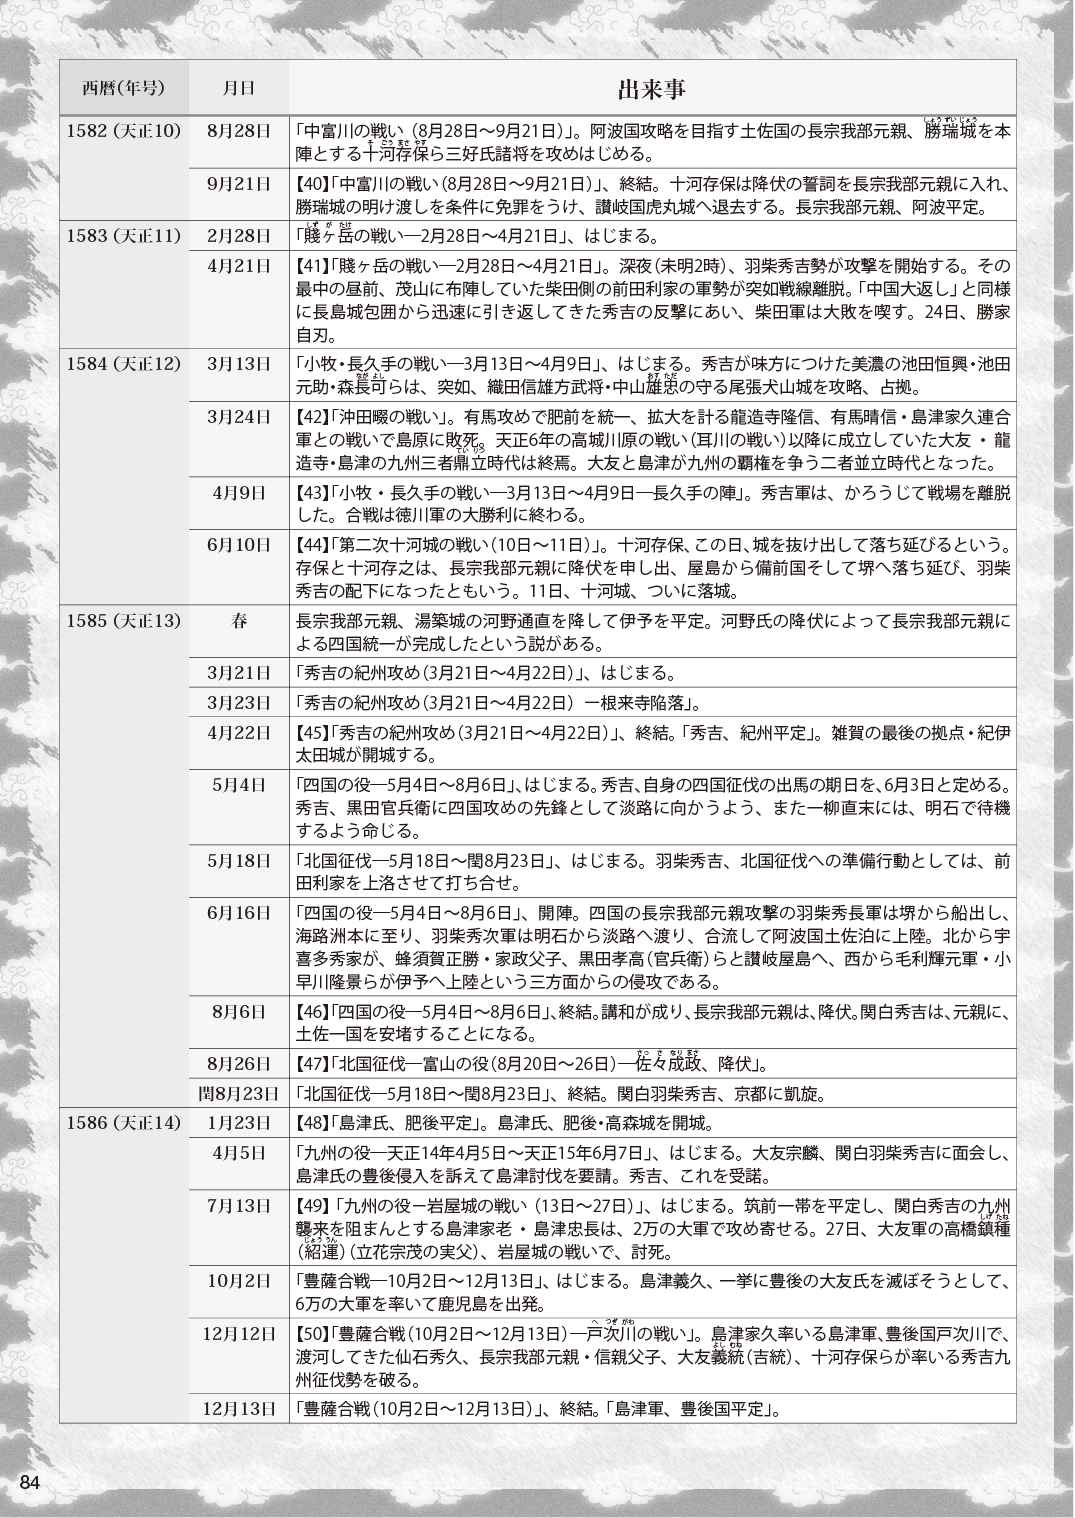 西暦（年号） 月日 出来事
1582（天正10） 8月28日 「中富川の戦い（8月28日～9月21日）」。阿波国攻略を目指す土佐国の長宗我部元親、勝瑞城を本
陣とする十河存保ら三好氏諸将を攻めはじめる。
9月21日 【40】「中富川の戦い（8月28日～9月21日）」、終結。十河存保は降伏の誓詞を長宗我部元親に入れ、
勝瑞城の明け渡しを条件に免罪をうけ、讃岐国虎丸城へ退去する。長宗我部元親、阿波平定。
1583（天正11） 2月28日 「賤ヶ岳の戦い―2月28日～4月21日」、はじまる。
4月21日 【41】「賤ヶ岳の戦い―2月28日～4月21日」。深夜（未明2時）、羽柴秀吉勢が攻撃を開始する。その
最中の昼前、茂山に布陣していた柴田側の前田利家の軍勢が突如戦線離脱。「中国大返し」と同様
に長島城包囲から迅速に引き返してきた秀吉の反撃にあい、柴田軍は大敗を喫す。24日、勝家
自刃。
1584（天正12） 3月13日 「小牧・長久手の戦い―3月13日～4月9日」、はじまる。秀吉が味方につけた美濃の池田恒興・池田
元助・森長可らは、突如、織田信雄方武将・中山雄忠の守る尾張犬山城を攻略、占拠。
3月24日 【42】「沖田畷の戦い」。有馬攻めで肥前を統一、拡大を計る龍造寺隆信、有馬晴信・島津家久連合
軍との戦いで島原に敗死。天正6年の高城川原の戦い（耳川の戦い）以降に成立していた大友・龍
造寺・島津の九州三者鼎立時代は終焉。大友と島津が九州の覇権を争う二者並立時代となった。
4月9日 【43】「小牧・長久手の戦い―3月13日～4月9日―長久手の陣」。秀吉軍は、かろうじて戦場を離脱
した。合戦は徳川軍の大勝利に終わる。
6月10日 【44】「第二次十河城の戦い（10日～11日）」。十河存保、この日、城を抜け出して落ち延びるという。
存保と十河存之は、長宗我部元親に降伏を申し出、屋島から備前国そして堺へ落ち延び、羽柴
秀吉の配下になったともいう。11日、十河城、ついに落城。
1585（天正13） 春 長宗我部元親、湯築城の河野通直を降して伊予を平定。河野氏の降伏によって長宗我部元親に
よる四国統一が完成したという説がある。
3月21日 「秀吉の紀州攻め（3月21日～4月22日）」、はじまる。
3月23日 「秀吉の紀州攻め（3月21日～4月22日）ー根来寺陥落」。
4月22日 【45】「秀吉の紀州攻め（3月21日～4月22日）」、終結。「秀吉、紀州平定」。雑賀の最後の拠点・紀伊
太田城が開城する。
5月4日 「四国の役―5月4日～8月6日」、はじまる。秀吉、自身の四国征伐の出馬の期日を、6月3日と定める。
秀吉、黒田官兵衛に四国攻めの先鋒として淡路に向かうよう、また一柳直末には、明石で待機
するよう命じる。
5月18日 「北国征伐―5月18日～閏8月23日」、はじまる。羽柴秀吉、北国征伐への準備行動としては、前
田利家を上洛させて打ち合せ。
6月16日 「四国の役―5月4日～8月6日」、開陣。四国の長宗我部元親攻撃の羽柴秀長軍は堺から船出し、
海路洲本に至り、羽柴秀次軍は明石から淡路へ渡り、合流して阿波国土佐泊に上陸。北から宇
喜多秀家が、蜂須賀正勝・家政父子、黒田孝高（官兵衛）らと讃岐屋島へ、西から毛利輝元軍・小
早川隆景らが伊予へ上陸という三方面からの侵攻である。
8月6日 【46】「四国の役―5月4日～8月6日」、終結。講和が成り、長宗我部元親は、降伏。関白秀吉は、元親に、
土佐一国を安堵することになる。
8月26日 【47】「北国征伐―富山の役（8月20日～26日）―佐々成政、降伏」。
閏8月23日 「北国征伐―5月18日～閏8月23日」、終結。関白羽柴秀吉、京都に凱旋。
1586（天正14） 1月23日 【48】「島津氏、肥後平定」。島津氏、肥後・高森城を開城。
4月5日 「九州の役―天正14年4月5日～天正15年6月7日」、はじまる。大友宗麟、関白羽柴秀吉に面会し、
島津氏の豊後侵入を訴えて島津討伐を要請。秀吉、これを受諾。
7月13日 【49】「九州の役ー岩屋城の戦い（13日～27日）」、はじまる。筑前一帯を平定し、関白秀吉の九州
襲来を阻まんとする島津家老・島津忠長は、2万の大軍で攻め寄せる。27日、大友軍の高橋鎮種
（紹運）（立花宗茂の実父）、岩屋城の戦いで、討死。
10月2日 「豊薩合戦―10月2日～12月13日」、はじまる。島津義久、一挙に豊後の大友氏を滅ぼそうとして、
6万の大軍を率いて鹿児島を出発。
12月12日 【50】「豊薩合戦（10月2日～12月13日）―戸次川の戦い」。島津家久率いる島津軍、豊後国戸次川で、
渡河してきた仙石秀久、長宗我部元親・信親父子、大友義統（吉統）、十河存保らが率いる秀吉九
州征伐勢を破る。
12月13日 「豊薩合戦（10月2日～12月13日）」、終結。「島津軍、豊後国平定」。
84